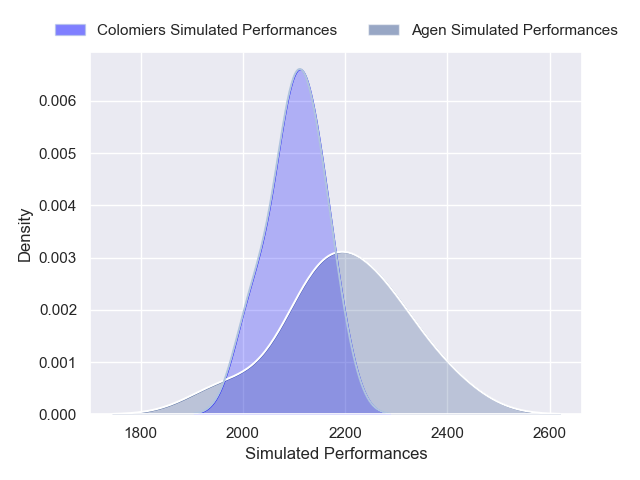 Colomiers Simulated Performances Agen Simulated Performances
0.006
0.005
0.004
0.003
0.002
0.001
0.000
Density
1800 2000 2200 2400 2600
Simulated Performances